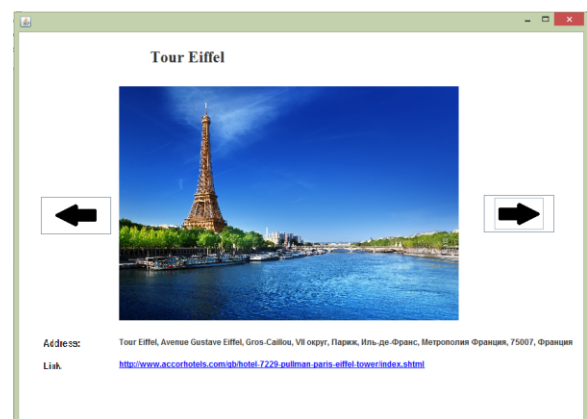 Tour Eiffel
Address: Tour Eiffel, Avenue Gustave Eiffel, Gros-Caillou, VII округ, Париж, Иль-де-Франс, Метрополия Франция, 75007, Франция
Link http://www.accorhotels.com/gb/hotel-7229-pullman-paris-eiffel-tower/index.shtml